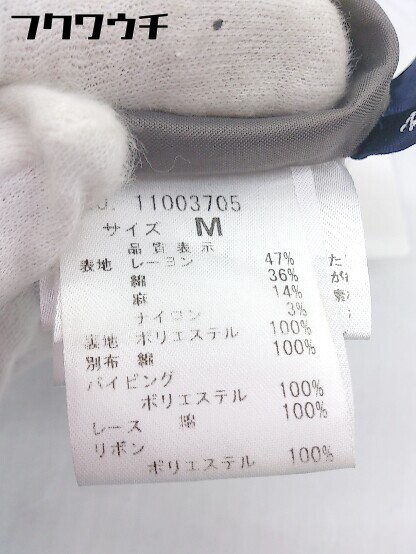 フクワウチ
11003705
サイズ M
品質表示
表地 レーヨン 47%
綿 36%
麻 14%
ナイロン 3%
裏地 ポリエステル 100%
別布 綿 100%
パイピング
ポリエステル 100%
レース 綿 100%
リボン
ポリエステル 100%
た
が